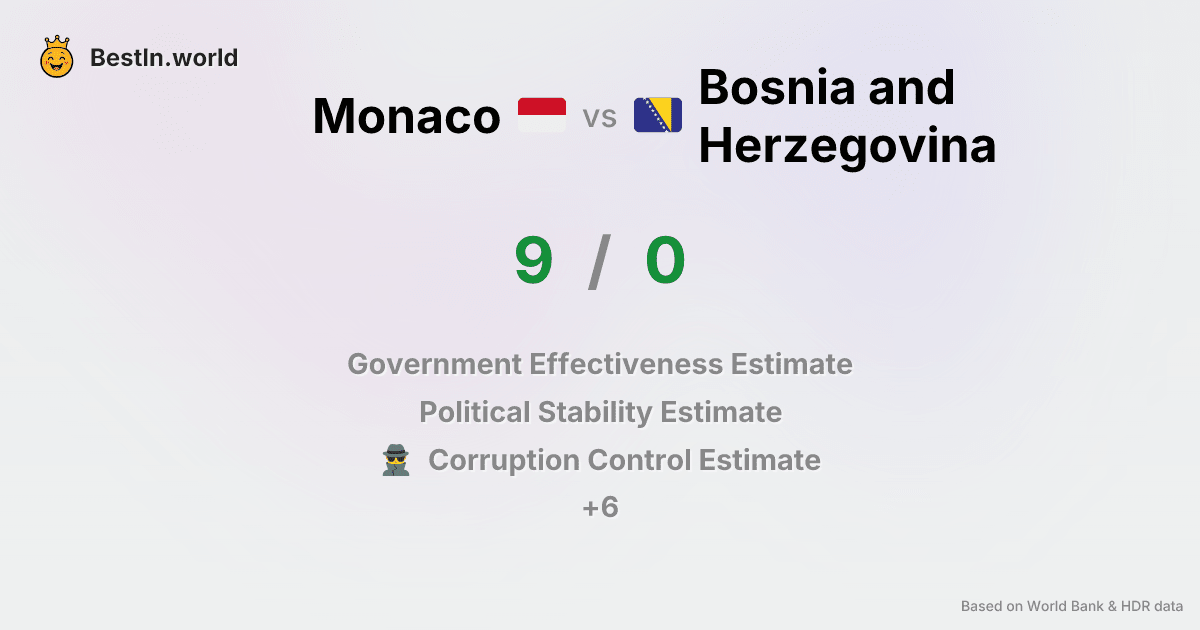 BestIn.world
Monaco vs Bosnia and
Herzegovina
9 / 0
Government Effectiveness Estimate
Political Stability Estimate
Corruption Control Estimate
+6
Based on World Bank & HDR data